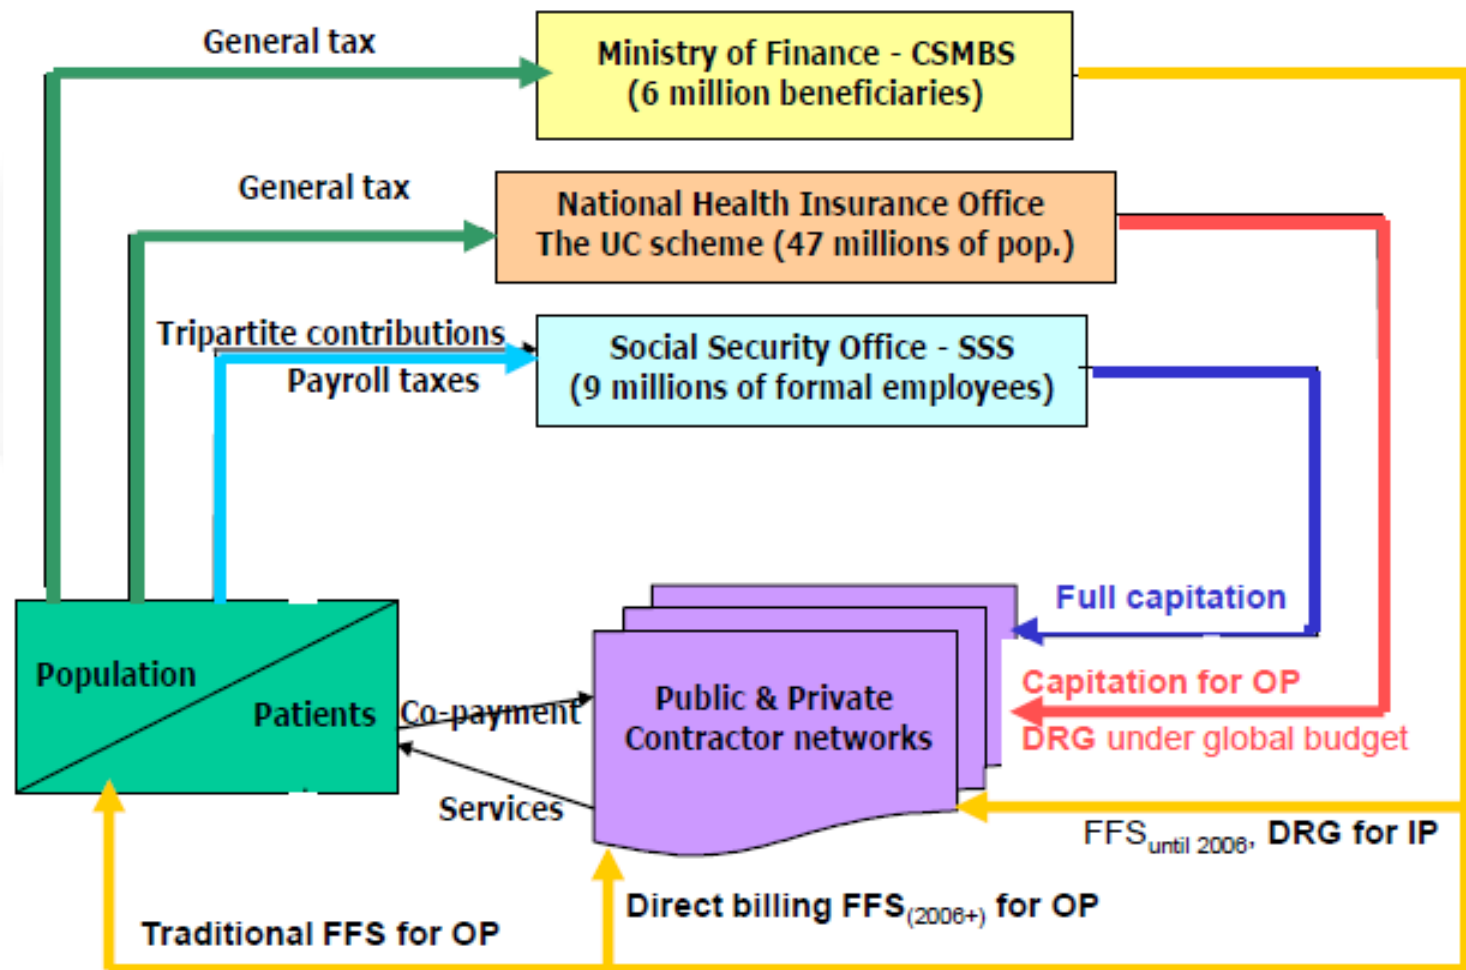 General tax
Ministry of Finance - CSMBS
(6 million beneficiaries)
General tax
National Health Insurance Office
The UC scheme (47 millions of pop.)
Tripartite contributions
Payroll taxes
Social Security Office - SSS
(9 millions of formal employees)
Full capitation
Population
Patients
Co-payment
Services
Public & Private
Contractor networks
Capitation for OP
DRG under global budget
FFS until 2006, DRG for IP
Direct billing FFS(2006+) for OP
Traditional FFS for OP